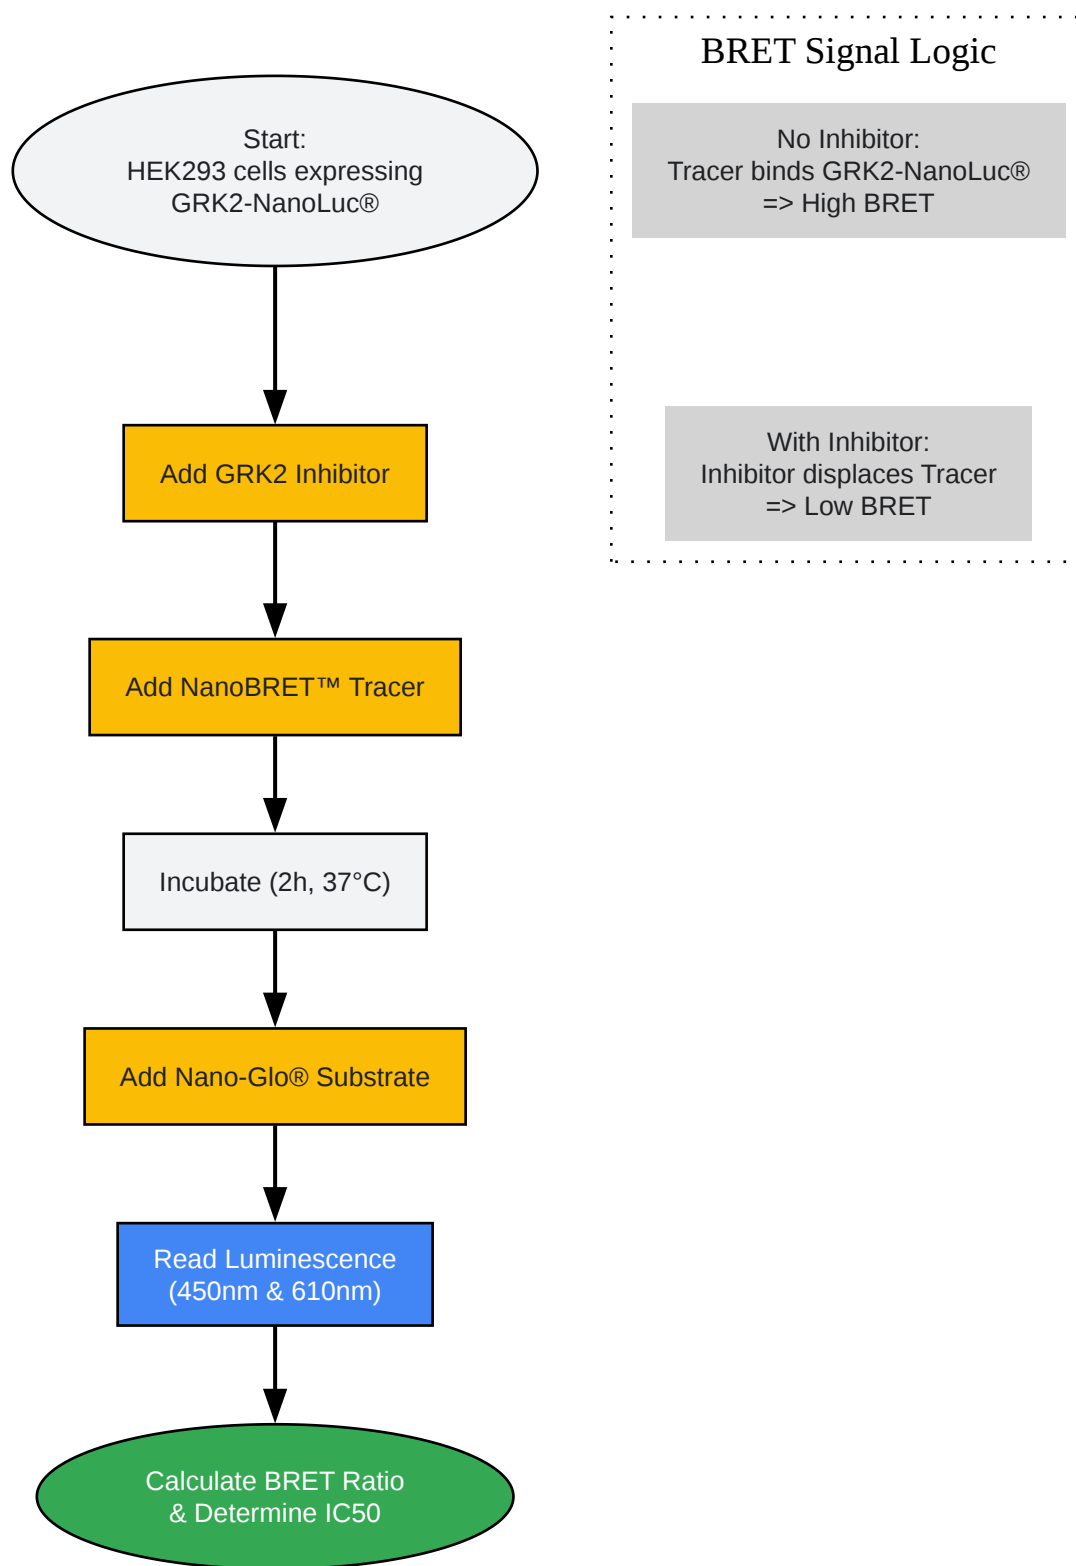 Start:
HEK293 cells expressing
GRK2-NanoLuc®
Add GRK2 Inhibitor
Add NanoBRET™ Tracer
Incubate (2h, 37°C)
Add Nano-Glo® Substrate
Read Luminescence
(450nm & 610nm)
Calculate BRET Ratio
& Determine IC50
BRET Signal Logic
No Inhibitor:
Tracer binds GRK2-NanoLuc®
=> High BRET
With Inhibitor:
Inhibitor displaces Tracer
=> Low BRET